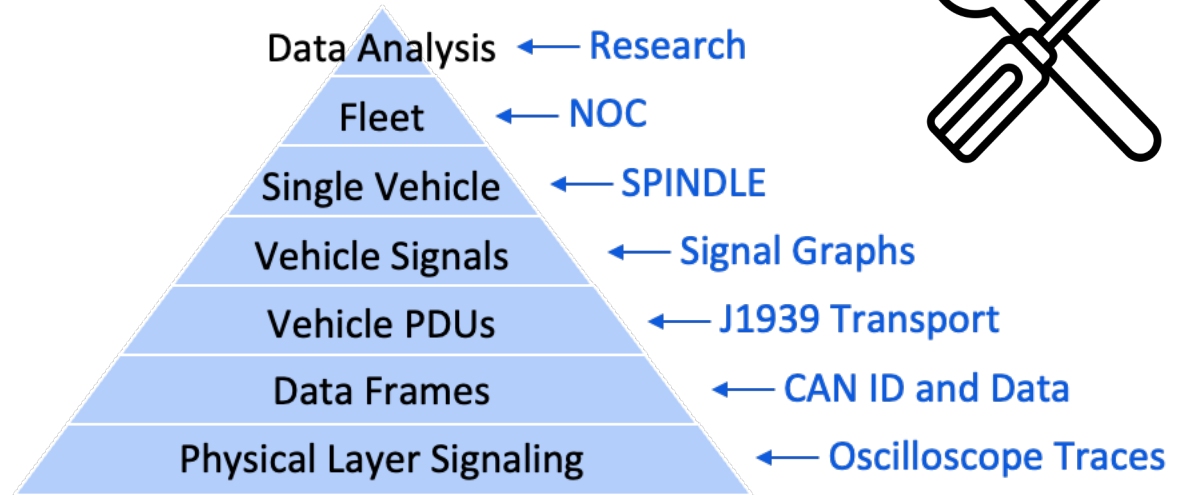 Data Analysis Research
Fleet NOC
Single Vehicle SPINDLE
Vehicle Signals Signal Graphs
Vehicle PDUs J1939 Transport
Data Frames CAN ID and Data
Physical Layer Signaling Oscilloscope Traces